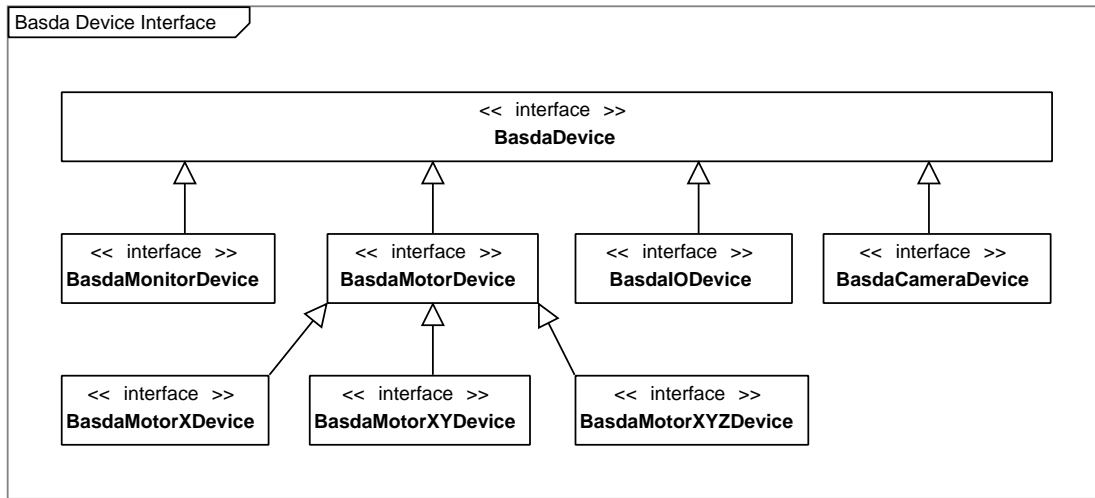 Basda Device Interface
<< interface >>
BasdaDevice
<< interface >>
BasdaMonitorDevice
<< interface >>
BasdaMotorDevice
<< interface >>
BasdaIODevice
<< interface >>
BasdaCameraDevice
<< interface >>
BasdaMotorXDevice
<< interface >>
BasdaMotorXYDevice
<< interface >>
BasdaMotorXYZDevice